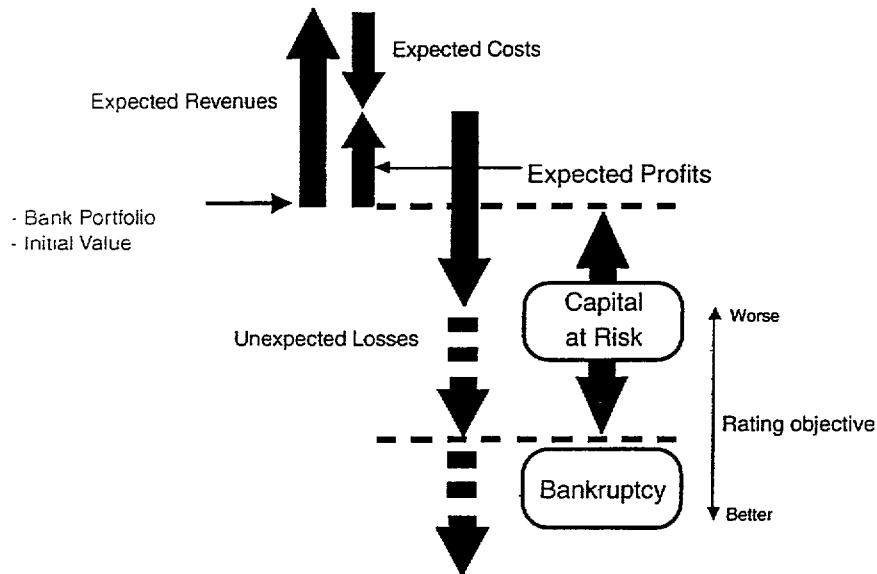 Expected Costs
Expected Revenues
Expected Profits
- Bank Portfolio
- Initial Value
Capital
at Risk
Worse
Unexpected Losses
Rating objective
Bankruptcy
Better